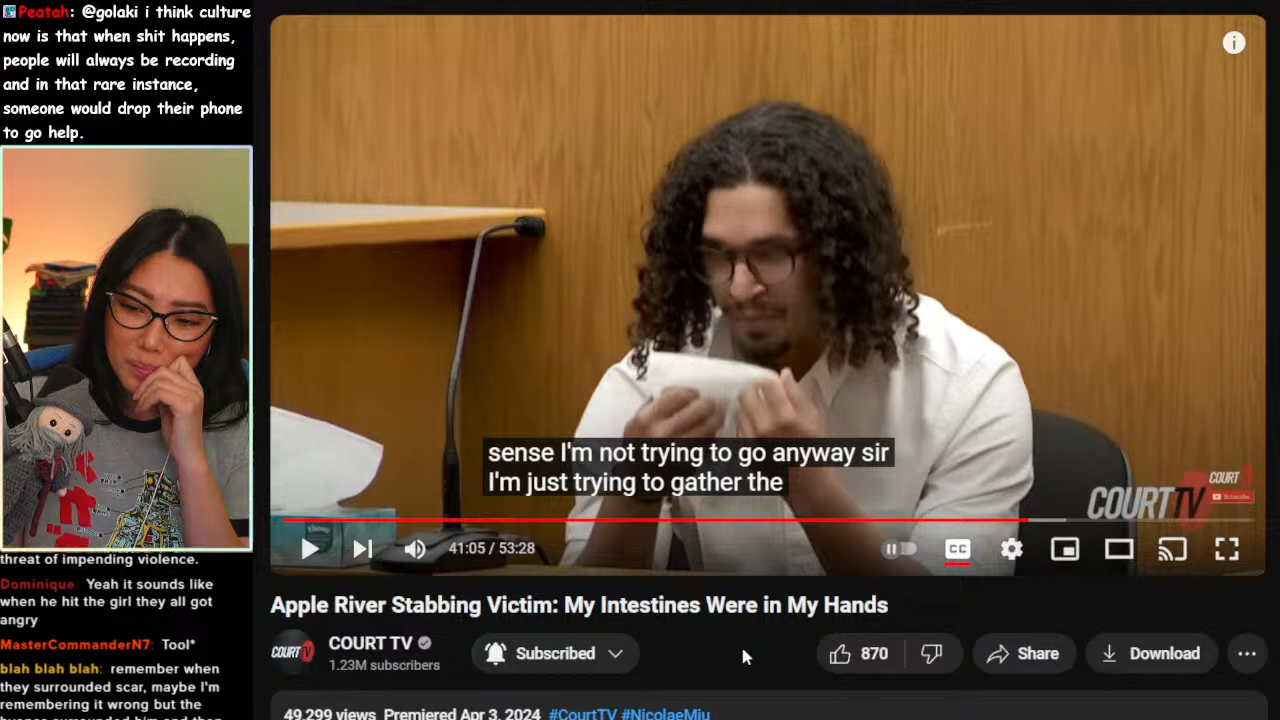 Peatah: @golaki i think culture
now is that when shit happens,
people will always be recording
and in that rare instance,
someone would drop their phone
to go help.
threat of impending violence.
Dominique: Yeah it sounds like
when he hit the girl they all got
angry
MasterCommanderN7: Tool*
blah blah blah: remember when
they surrounded scar, maybe I'm
remembering it wrong but the
sense I'm not trying to go anyway sir
I'm just trying to gather the
COURT TV
COURT
Subscribe
41:05 / 53:28
CC
Apple River Stabbing Victim: My Intestines Were in My Hands
COURT TV
COURT TV
1.23M subscribers
Subscribed
870
Share
Download
49,299 views Premiered Apr 3, 2024 #CourtTV #NicolaeMiu